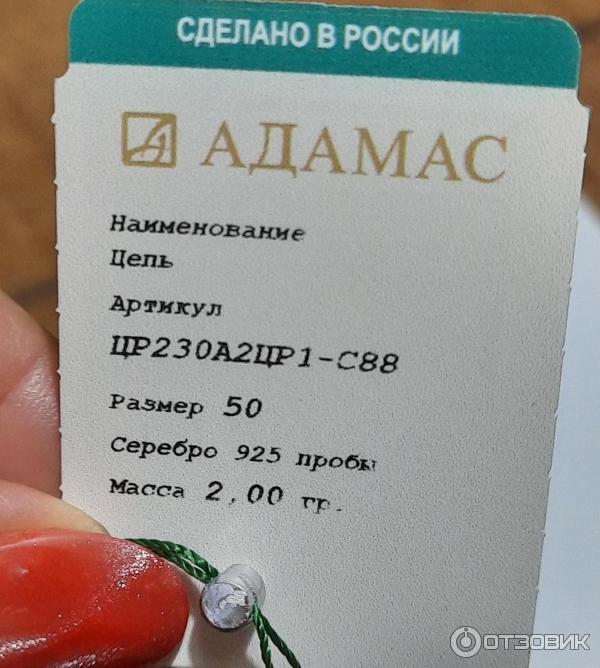 СДЕЛАНО В РОССИИ
АДАМАС
Наименование
Цепь
Артикул
ЦР230А2ЦР1-С88
Размер 50
Серебро 925 пробы
Масса 2,00 гр.
ОТЗОВИК